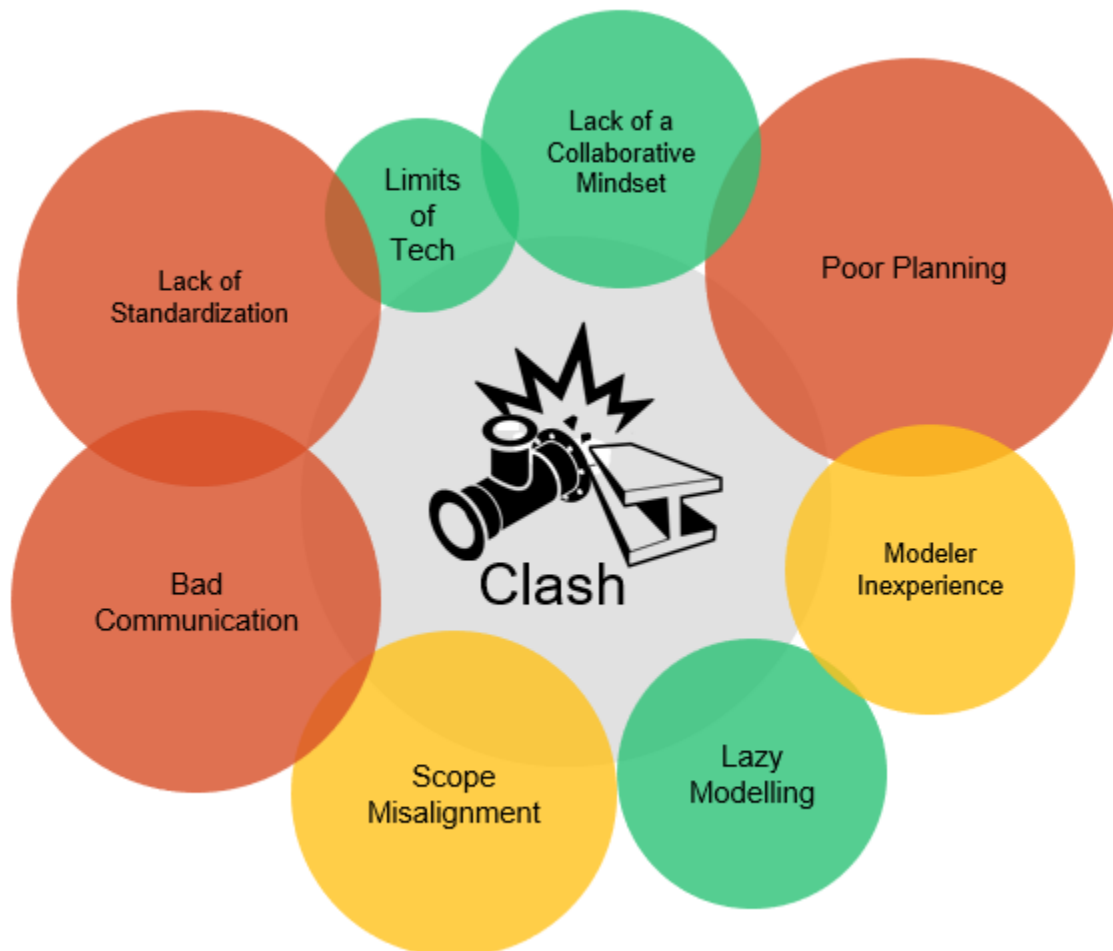 Lack of a
Collaborative
Mindset
Limits
of
Tech
Poor Planning
Lack of
Standardization
Clash
Modeler
Inexperience
Bad
Communication
Scope
Misalignment
Lazy
Modelling